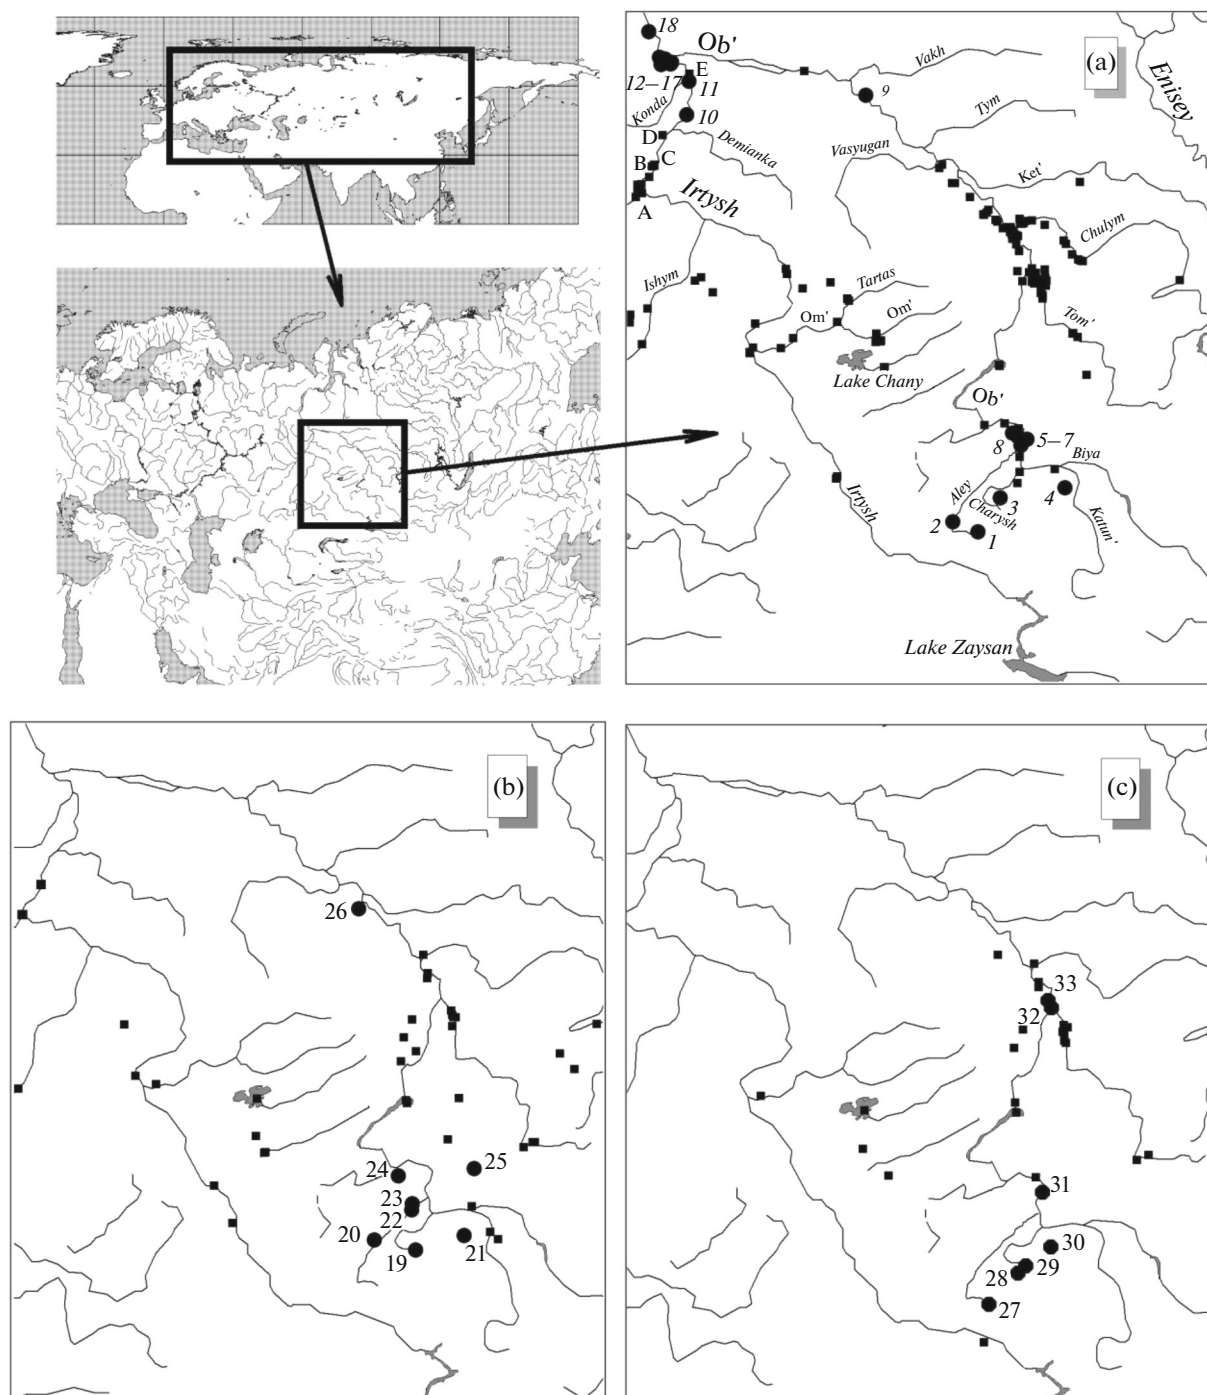 (a)
18
Ob'
Vakh
Enisey
E
12–17
11
9
Konda
10
Tym
D
Demianka
Vasyugan
B
C
Ket'
A
Irtysh
Chulym
Ishym
Tartas
Om'
Om'
Tom'
Lake Chany
Ob'
5–7
8
Biya
Aley
3
4
Charysh
Irtysh
2
1
Katun'
Lake Zaysan
(b)
26
24
25
23
22
20
19
21
(c)
33
32
31
30
29
28
27